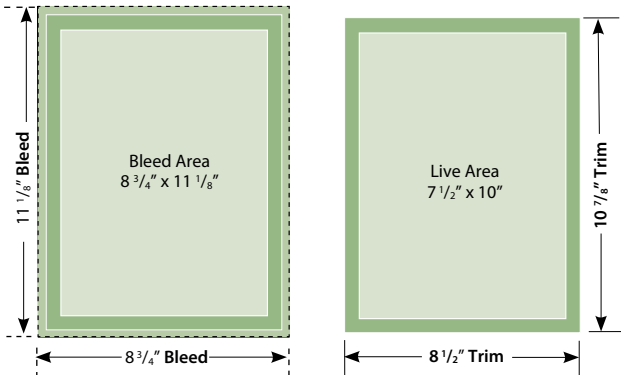 11 1/8" Bleed
Bleed Area
8 3/4" x 11 1/8"
8 3/4" Bleed
Live Area
7 1/2" x 10"
10 7/8" Trim
8 1/2" Trim